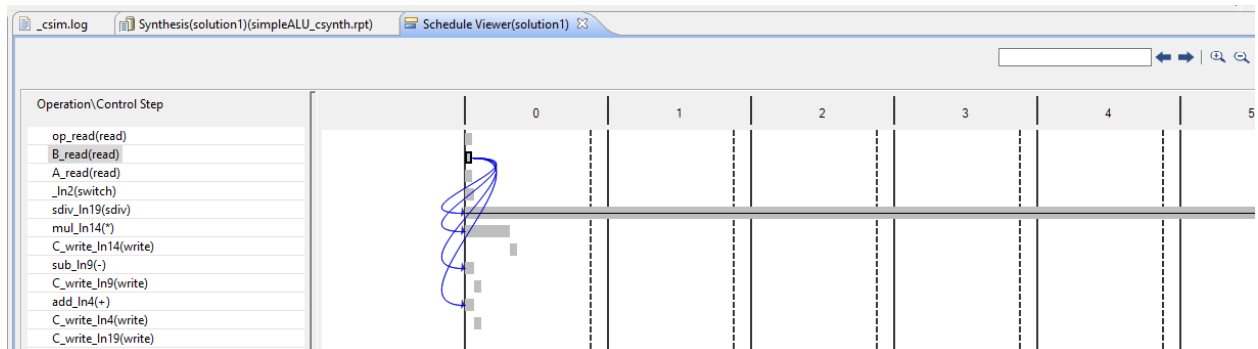 _csim.log Synthesis(solution1)(simpleALU_csynth.rpt) Schedule Viewer(solution1)
Operation\Control Step 0 1 2 3 4 5
op_read(read)
B_read(read)
A_read(read)
_ln2(switch)
sdiv_ln19(sdiv)
mul_ln14(*)
C_write_ln14(write)
sub_ln9(-)
C_write_ln9(write)
add_ln4(+)
C_write_ln4(write)
C_write_ln19(write)